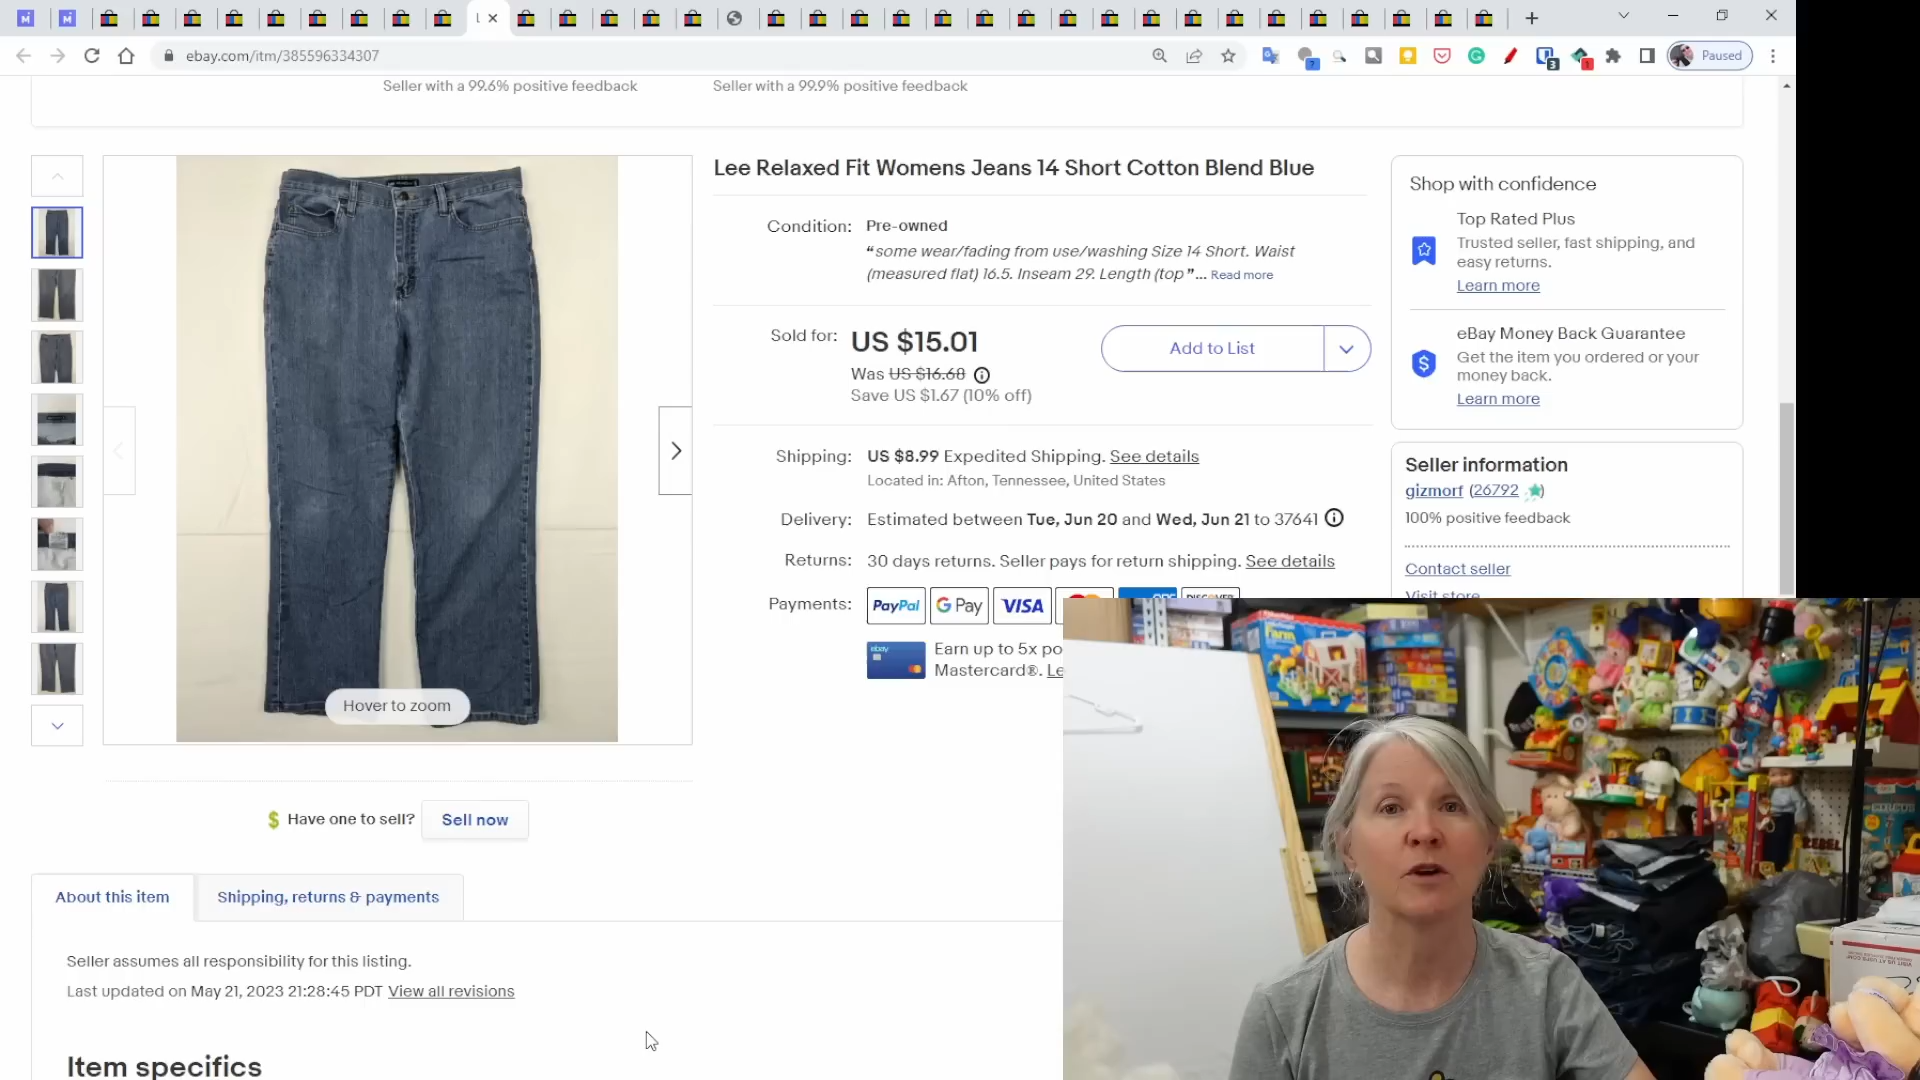 ebay.com/itm/385596334307
Paused
Seller with a 99.6% positive feedback
Seller with a 99.9% positive feedback
Lee Relaxed Fit Womens Jeans 14 Short Cotton Blend Blue
Condition: Pre-owned
“some wear/fading from use/washing Size 14 Short. Waist
(measured flat) 16.5. Inseam 29. Length (top”... Read more
Sold for: US $15.01
Was US $16.68
Save US $1.67 (10% off)
Add to List
Shipping: US $8.99 Expedited Shipping. See details
Located in: Afton, Tennessee, United States
Delivery: Estimated between Tue, Jun 20 and Wed, Jun 21 to 37641
Returns: 30 days returns. Seller pays for return shipping. See details
Payments: PayPal G Pay VISA
ebay
Earn up to 5x po
Mastercard®. Le
Shop with confidence
Top Rated Plus
Trusted seller, fast shipping, and
easy returns.
Learn more
eBay Money Back Guarantee
Get the item you ordered or your
money back.
Learn more
Seller information
gizmorf (26792)
100% positive feedback
Contact seller
Visit store
Hover to zoom
Have one to sell? Sell now
About this item
Shipping, returns & payments
Seller assumes all responsibility for this listing.
Last updated on May 21, 2023 21:28:45 PDT View all revisions
Item specifics
Farm